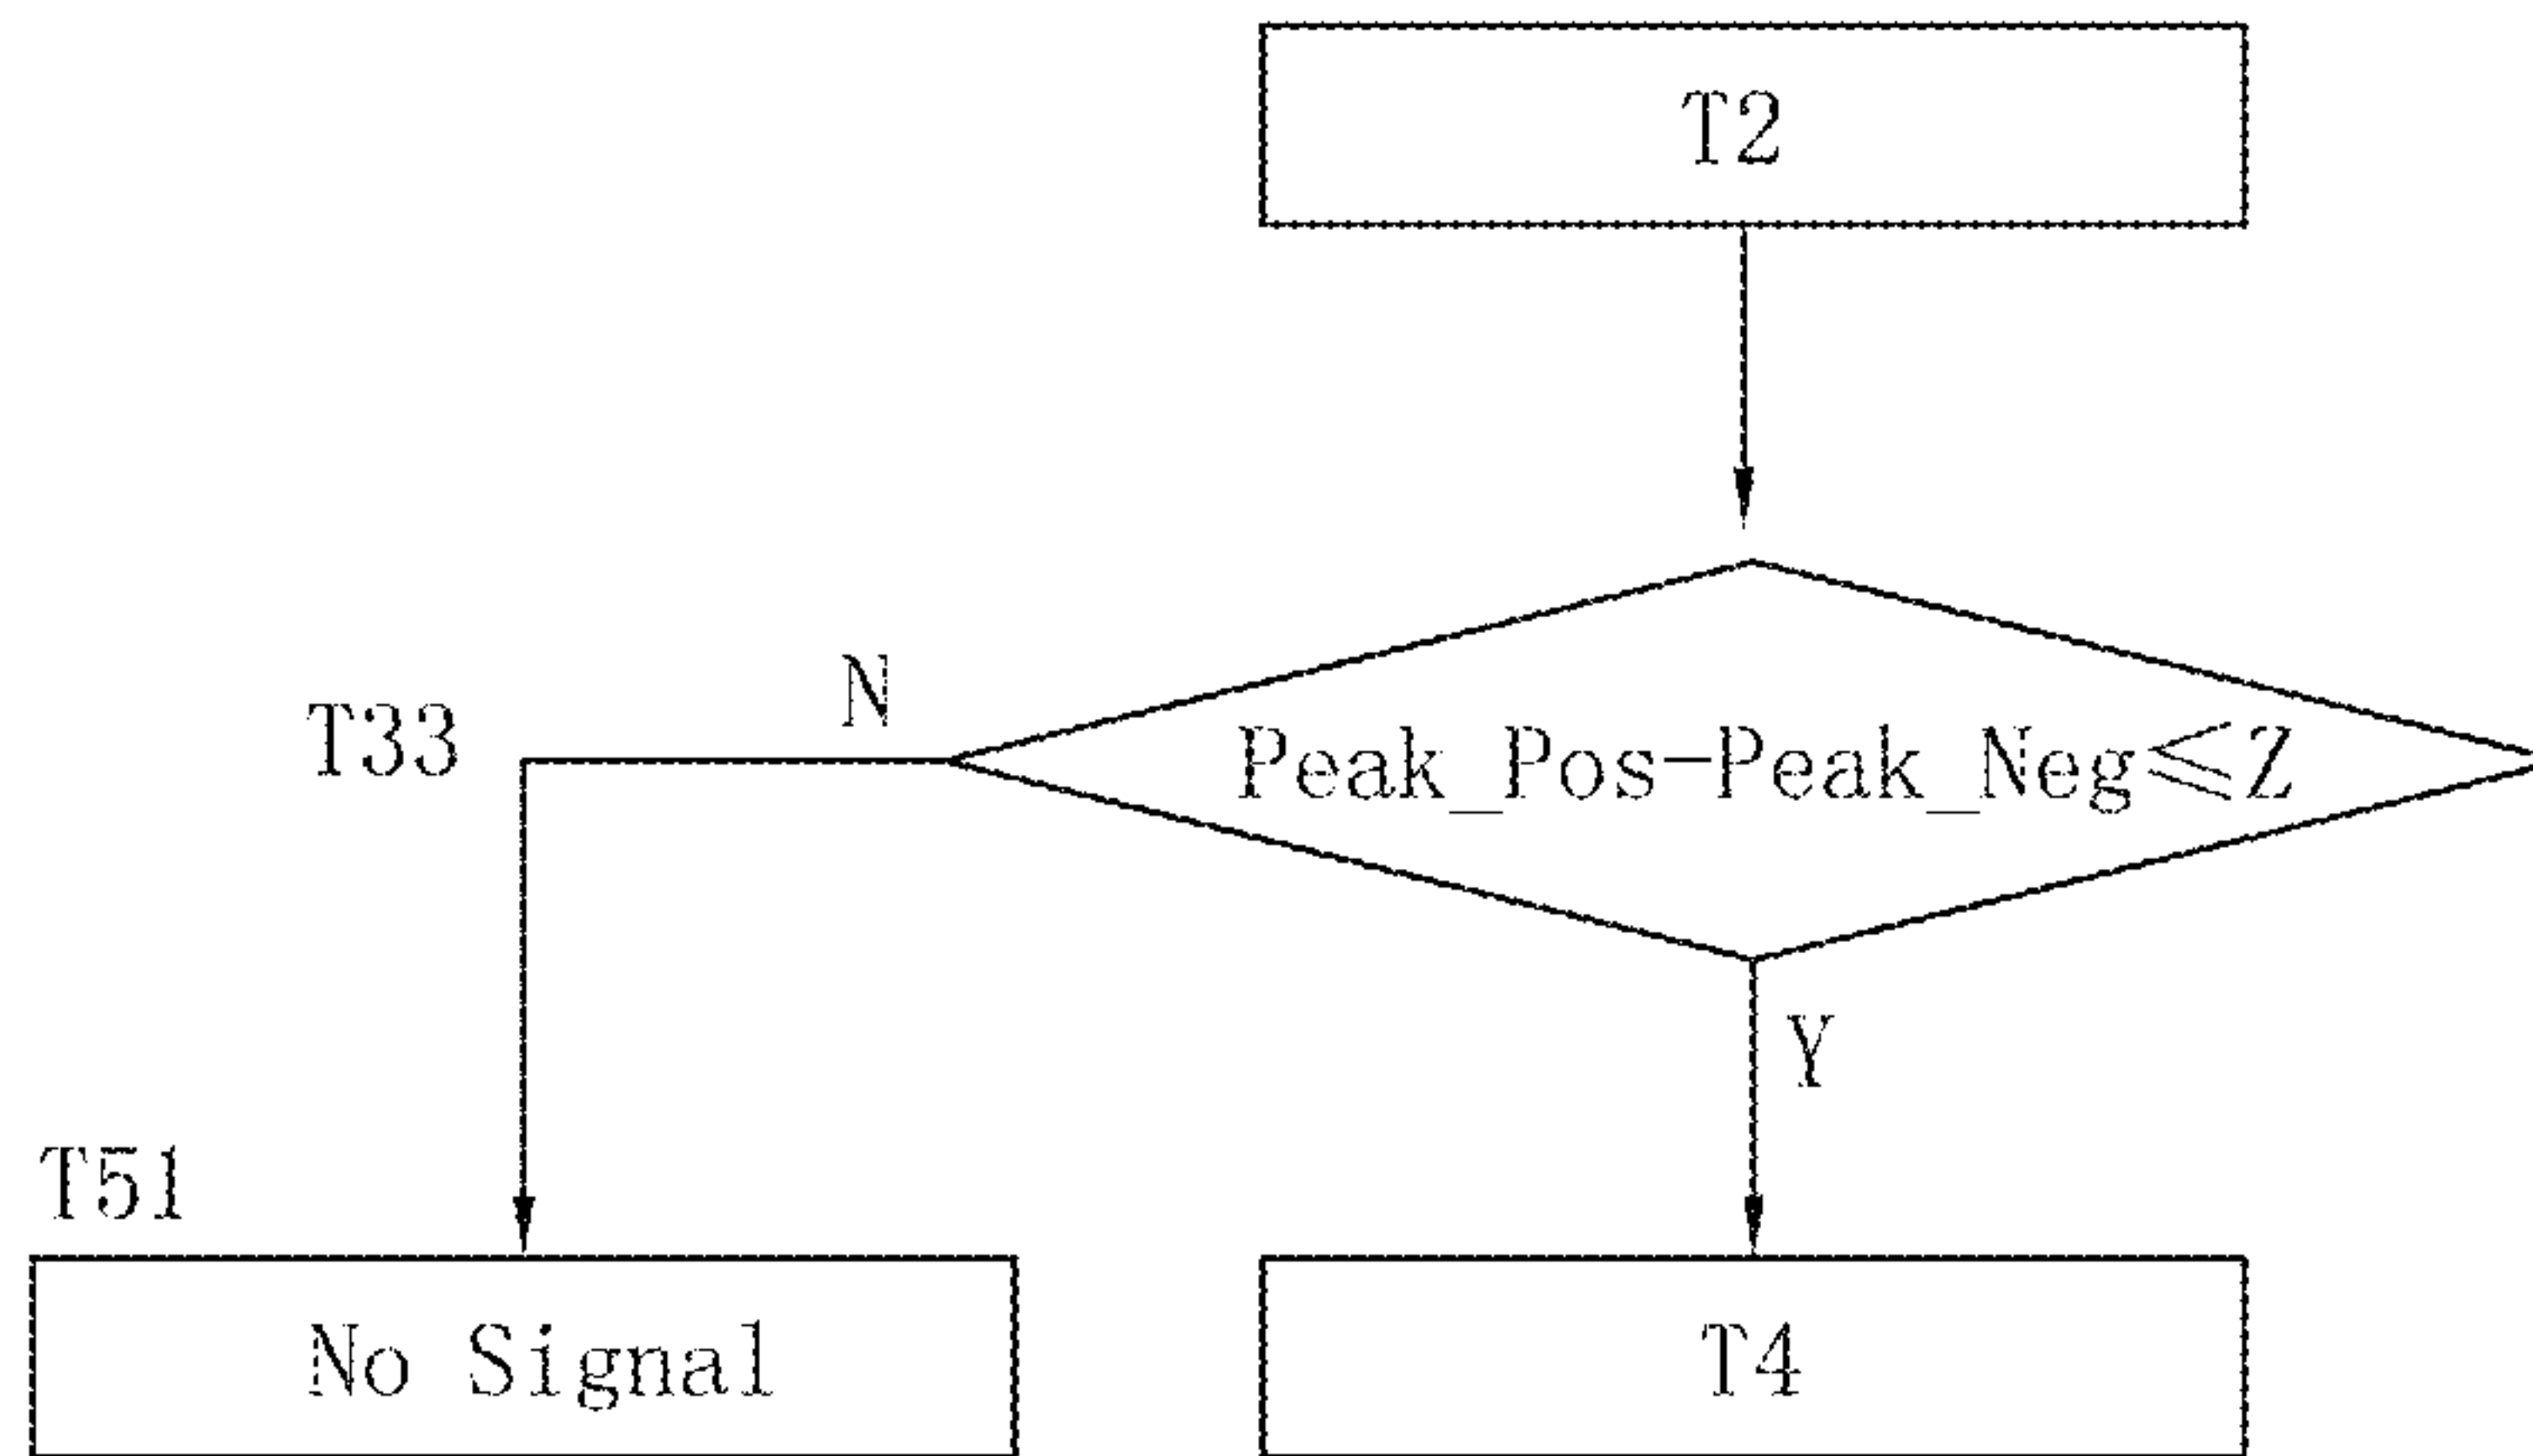 T2
N
T33
Peak_Pos-Peak_Neg≤Z
Y
T51
No Signal
T4